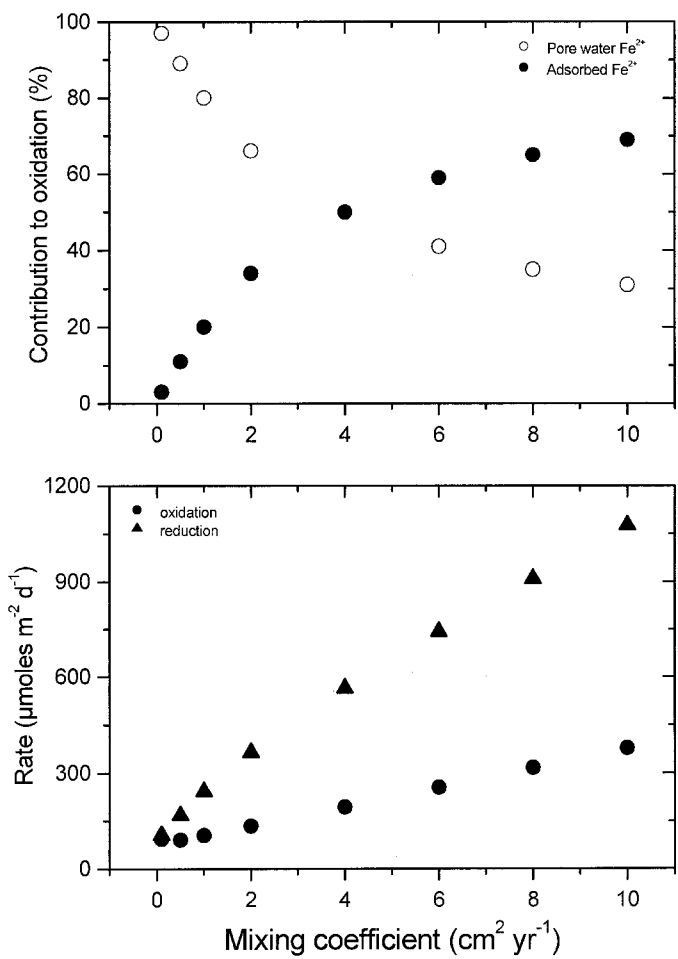 100
80
60
40
20
0
Contribution to oxidation (%)
Pore water Fe²⁺
Adsorbed Fe²⁺
0 2 4 6 8 10
1200
900
600
300
0
Rate (μmoles m⁻² d⁻¹)
oxidation
reduction
0 2 4 6 8 10
Mixing coefficient (cm² yr⁻¹)